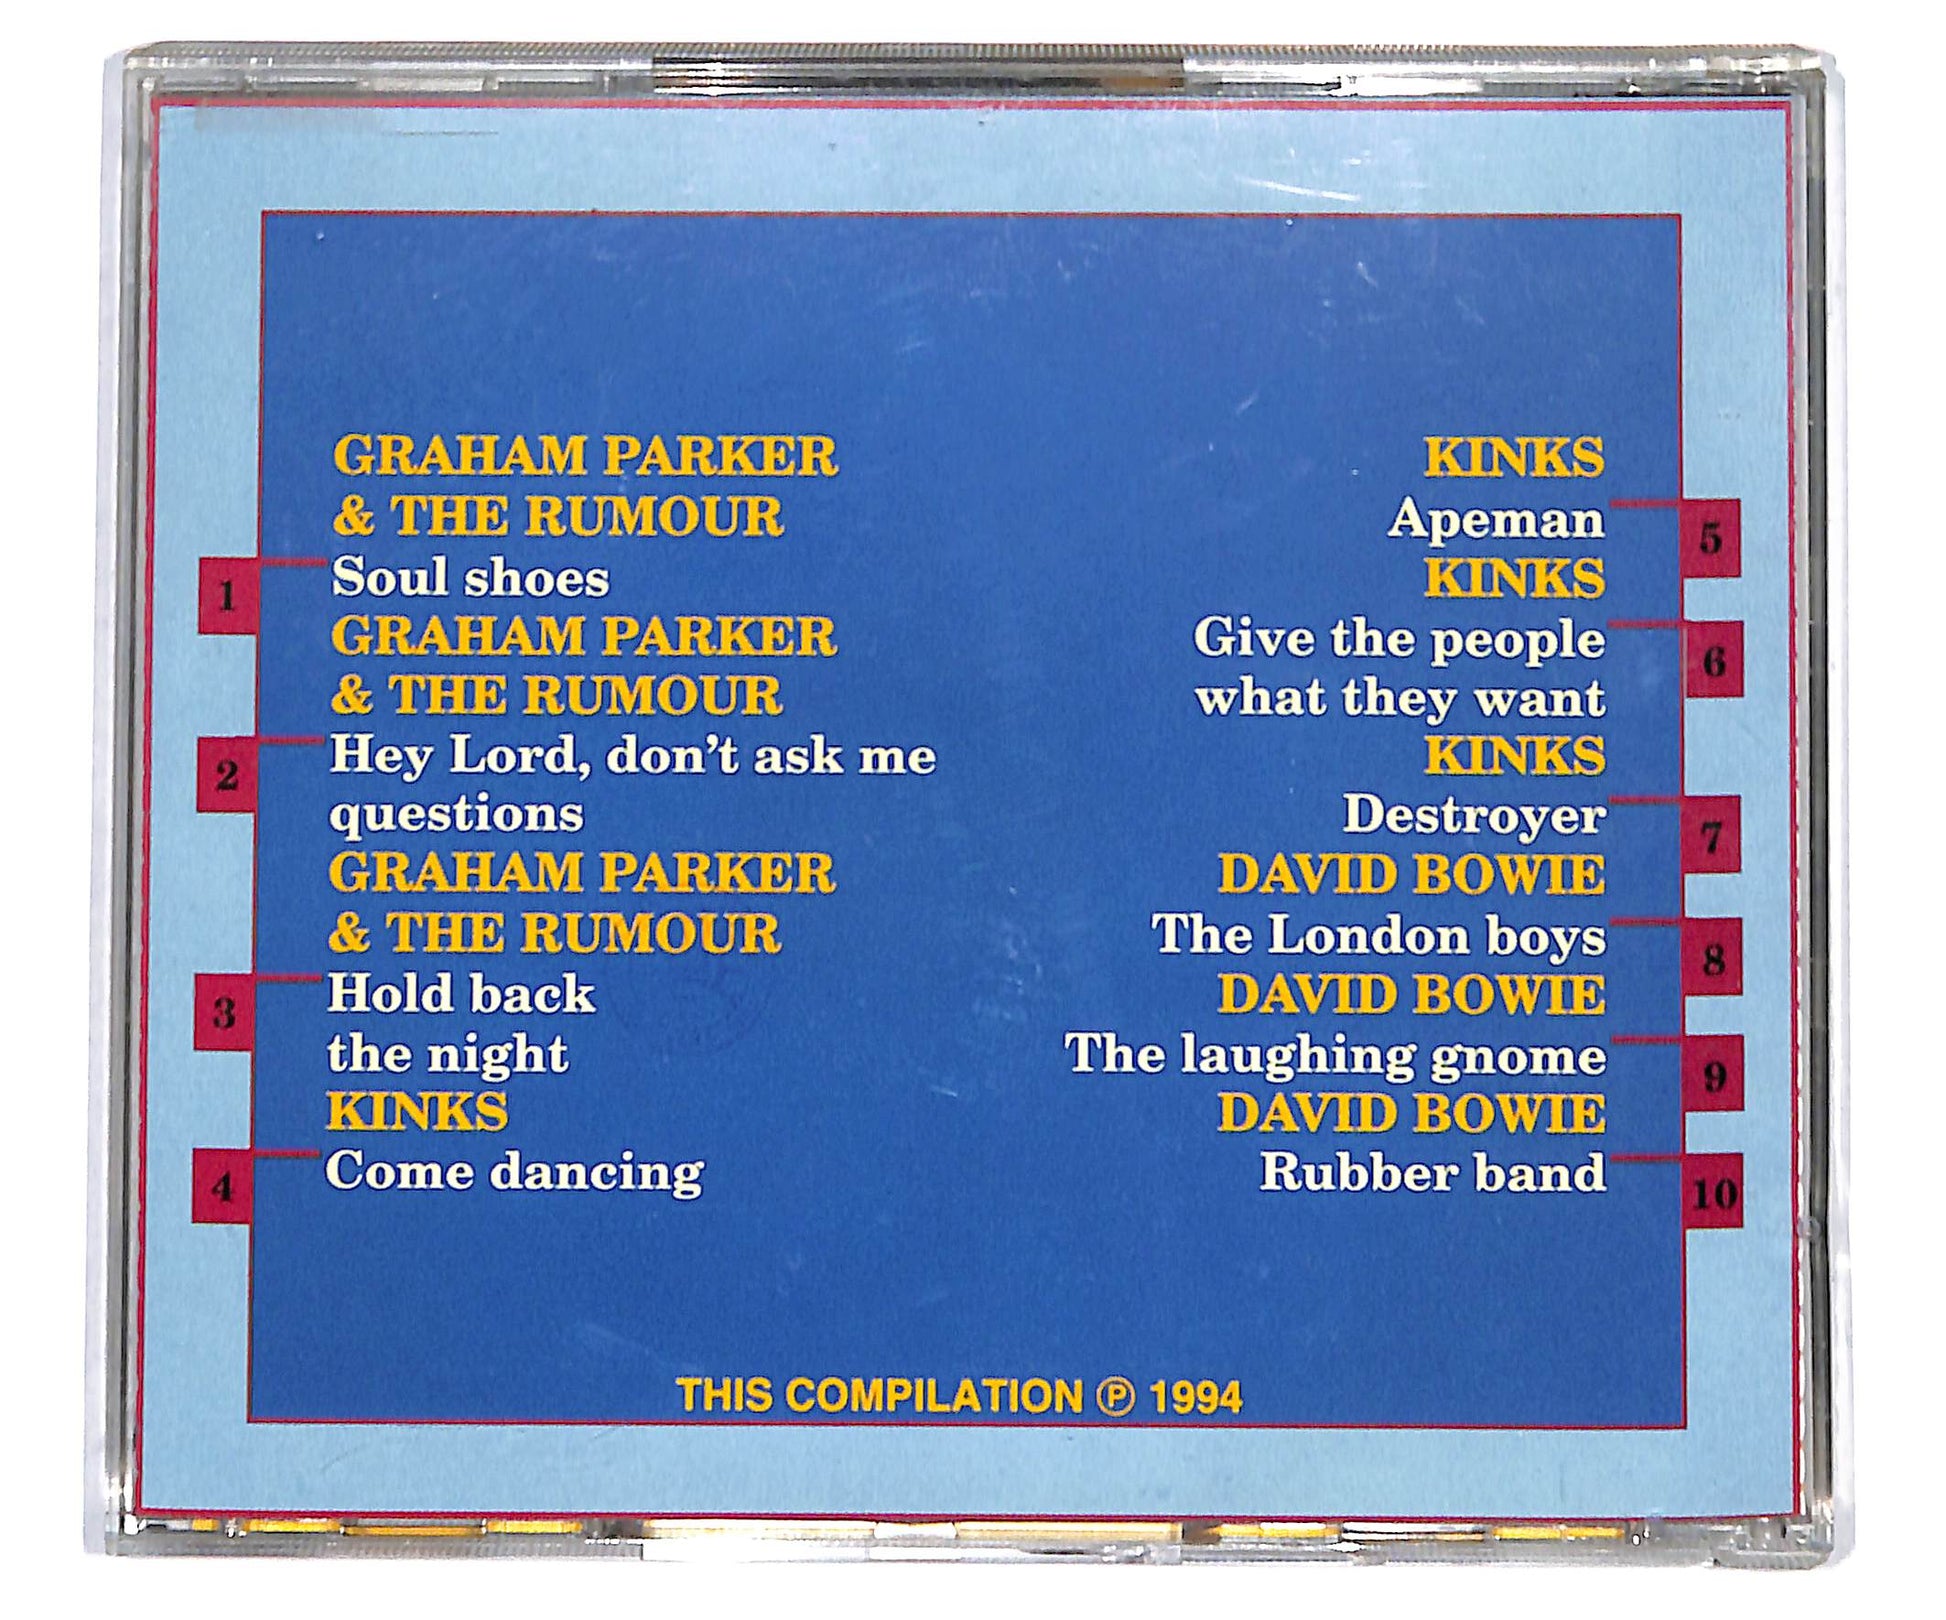 GRAHAM PARKER
& THE RUMOUR
1 Soul shoes
GRAHAM PARKER
& THE RUMOUR
2 Hey Lord, don't ask me
questions
GRAHAM PARKER
& THE RUMOUR
3 Hold back
the night
KINKS
4 Come dancing
KINKS
Apeman 5
KINKS
Give the people 6
what they want
KINKS
Destroyer 7
DAVID BOWIE
The London boys 8
DAVID BOWIE
The laughing gnome 9
DAVID BOWIE
Rubber band 10
THIS COMPILATION ℗ 1994